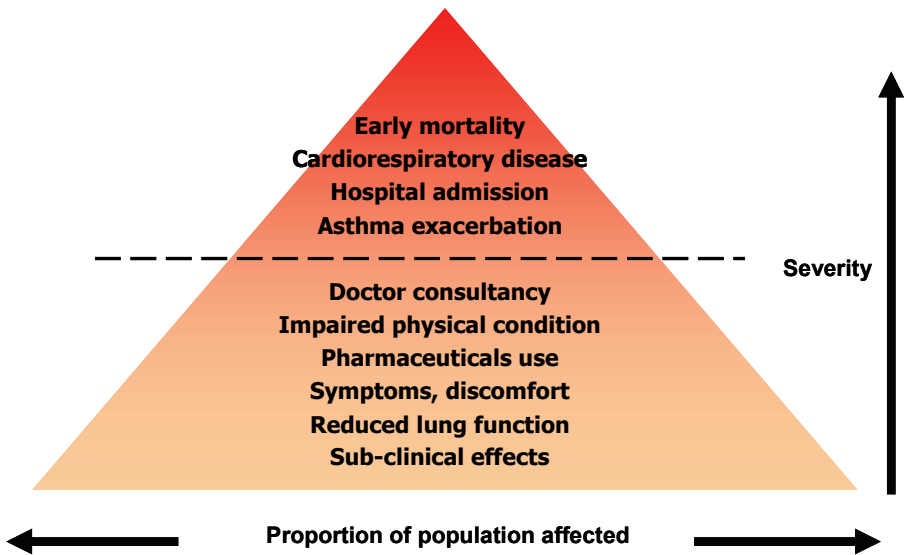 Early mortality
Cardiorespiratory disease
Hospital admission
Asthma exacerbation
Severity
Doctor consultancy
Impaired physical condition
Pharmaceuticals use
Symptoms, discomfort
Reduced lung function
Sub-clinical effects
Proportion of population affected